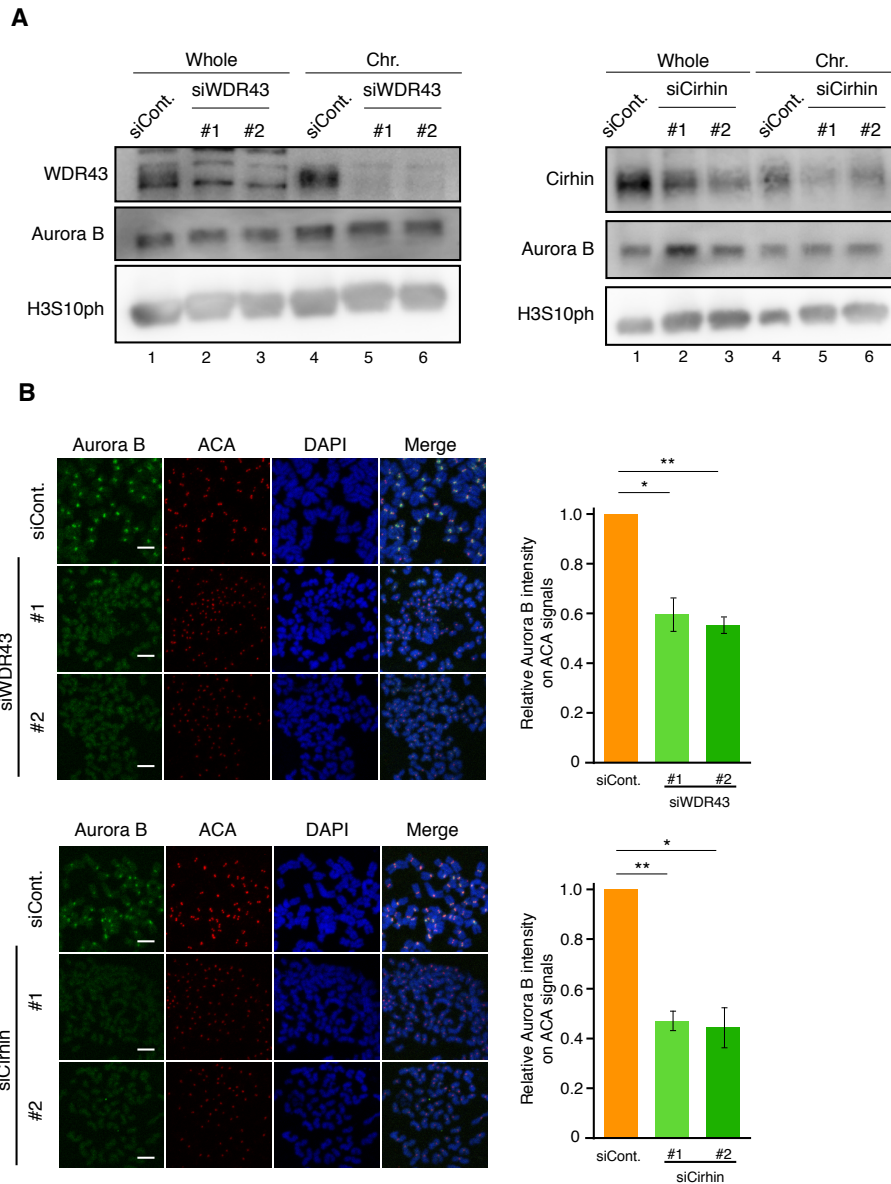 A
Whole Chr.
siCont. siWDR43 siCont. siWDR43
#1 #2 #1 #2
WDR43
Aurora B
H3S10ph
1 2 3 4 5 6
Whole Chr.
siCont. siCirhin siCont. siCirhin
#1 #2 #1 #2
Cirhin
Aurora B
H3S10ph
1 2 3 4 5 6
B
Aurora B ACA DAPI Merge
siCont.
siWDR43
#1
#2
Relative Aurora B intensity
on ACA signals
**
*
1.0
0.8
0.6
0.4
0.2
0
siCont. #1 #2
siWDR43
Aurora B ACA DAPI Merge
siCont.
siCirhin
#1
#2
Relative Aurora B intensity
on ACA signals
*
**
1.0
0.8
0.6
0.4
0.2
0
siCont. #1 #2
siCirhin